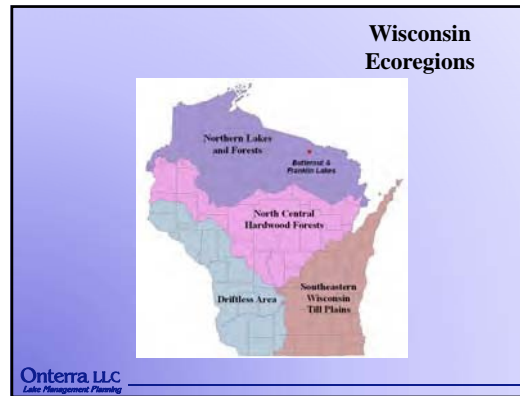 Wisconsin
Ecoregions
Northern Lakes
and Forests
Butternut &
Franklin Lakes
North Central
Hardwood Forests
Southeastern
Wisconsin
Till Plains
Driftless Area
Onterra LLC
Lake Management Planning